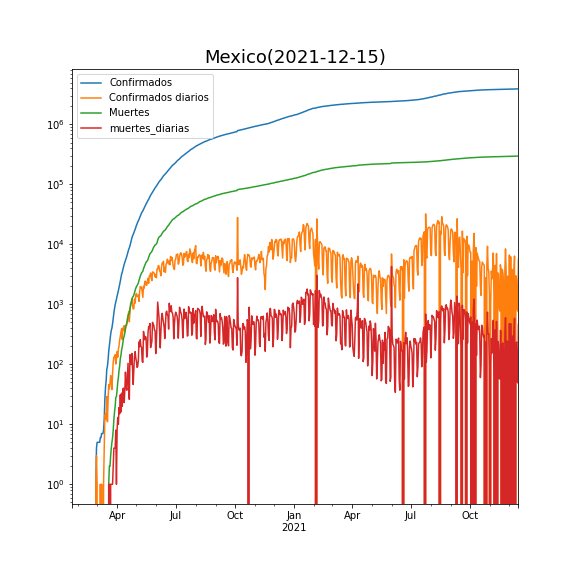 Mexico(2021-12-15)
Confirmados
Confirmados diarios
Muertes
muertes_diarias
10^6
10^5
10^4
10^3
10^2
10^1
10^0
Apr Jul Oct Jan Apr Jul Oct
2021